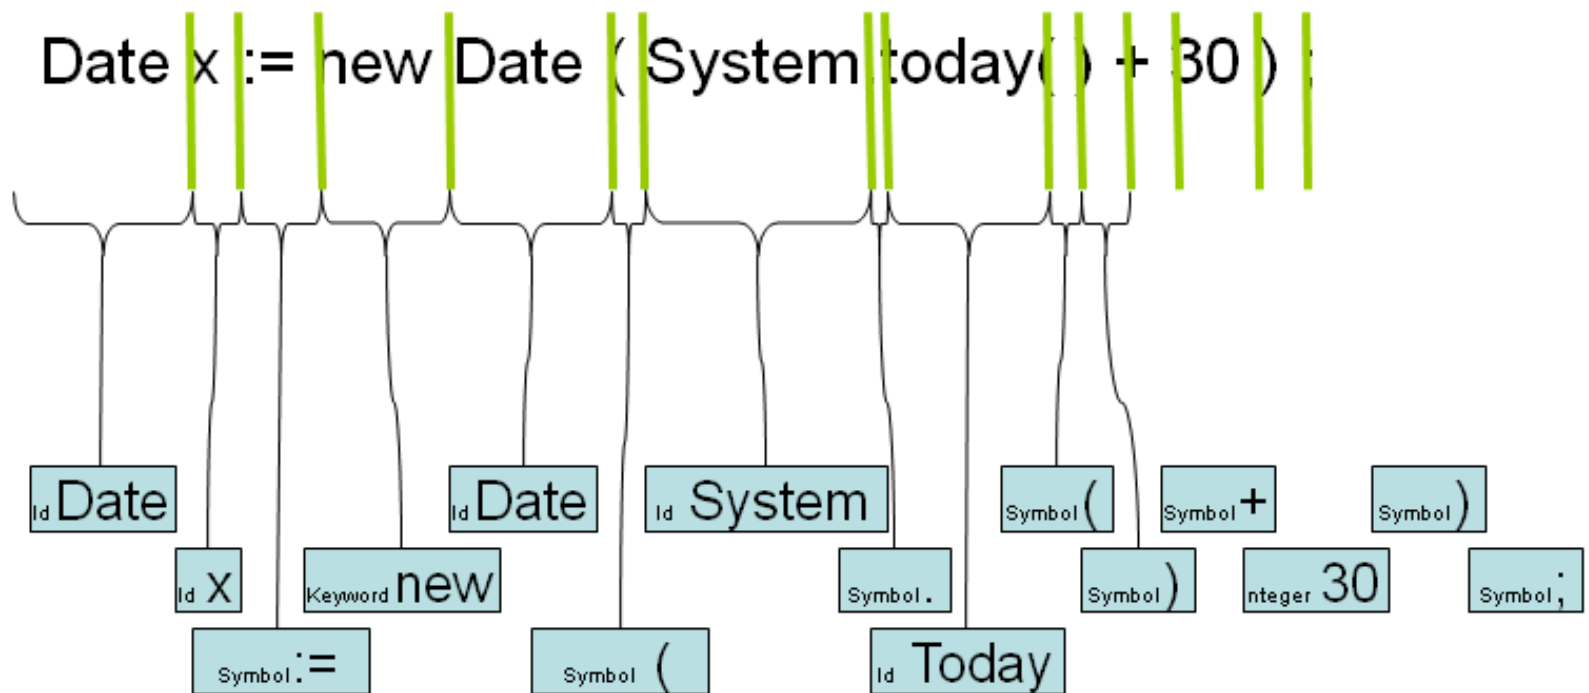 Date x := new Date ( System.today() + 30 ) ;
Id Date
Id Date
Id System
Symbol (
Symbol +
Symbol )
Id x
Keyword new
Symbol .
Symbol )
nteger 30
Symbol ;
Symbol :=
Symbol (
Id Today